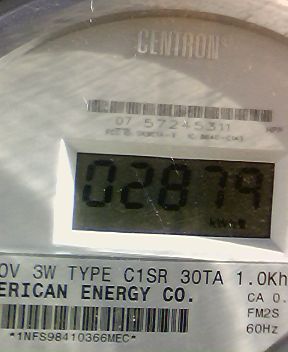 CENTRON
07 57245311
02879
0V 3W TYPE C1SR 30TA 1.0Kh
ERICAN ENERGY CO.
CA 0.
FM2S
60Hz
*1NFS98410366MEC*